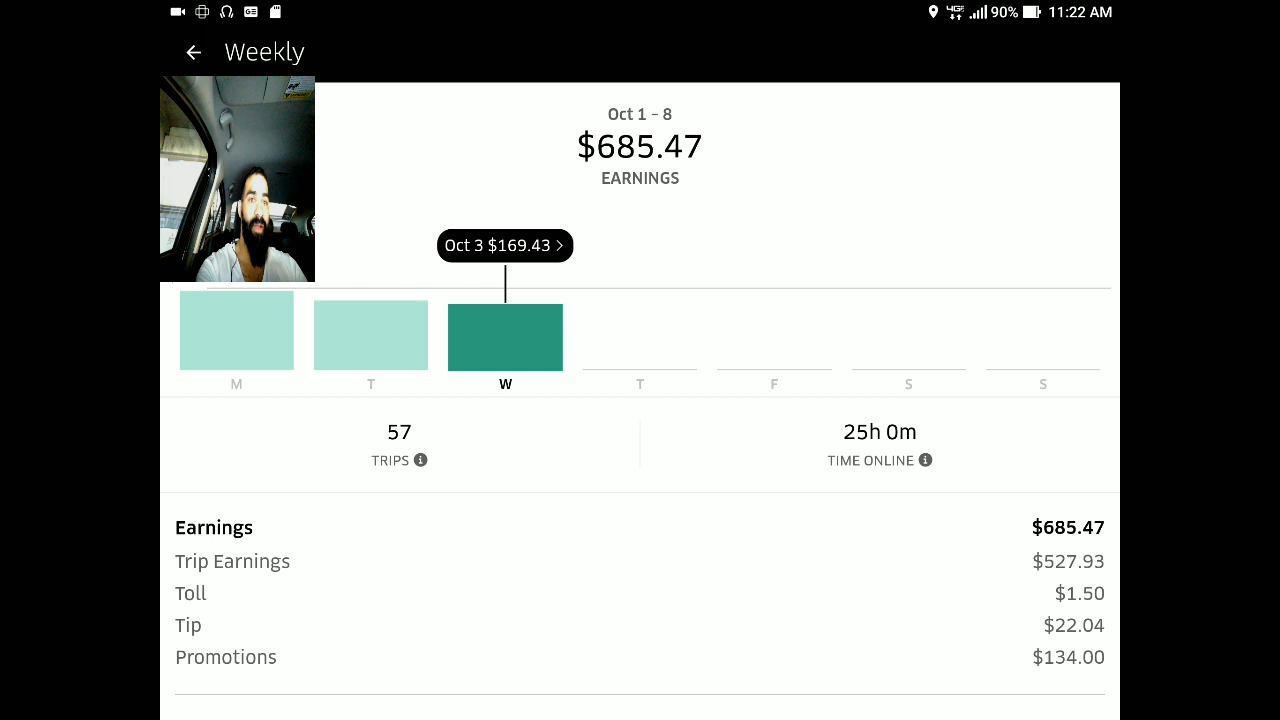 90% 11:22 AM
Weekly
Oct 1 – 8
$685.47
EARNINGS
Oct 3 $169.43 >
M T W T F S S
57 25h 0m
TRIPS TIME ONLINE
Earnings $685.47
Trip Earnings $527.93
Toll $1.50
Tip $22.04
Promotions $134.00